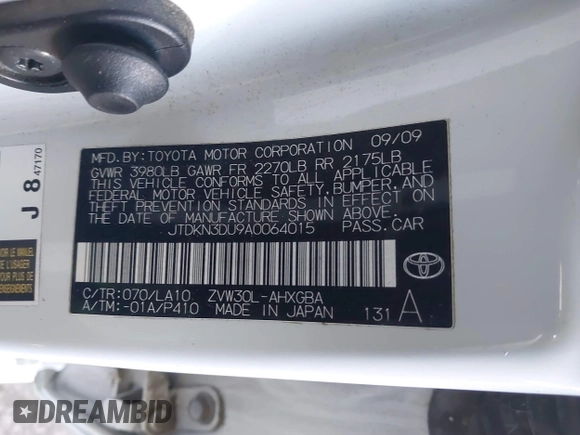 MFD.BY:TOYOTA MOTOR CORPORATION 09/09
GVWR 3980LB GAWR FR 2270LB RR 2175LB
THIS VEHICLE CONFORMS TO ALL APPLICABLE
FEDERAL MOTOR VEHICLE SAFETY,BUMPER,AND
THEFT PREVENTION STANDARDS IN EFFECT ON
THE DATE OF MANUFACTURE SHOWN ABOVE.
JTDKN3DU9A0064015 PASS.CAR
TOYOTA
C/TR:070/LA10 ZVW30L-AHXGBA
A/TM:-01A/P410 MADE IN JAPAN 131 A
J 8 47170
DREAMBID